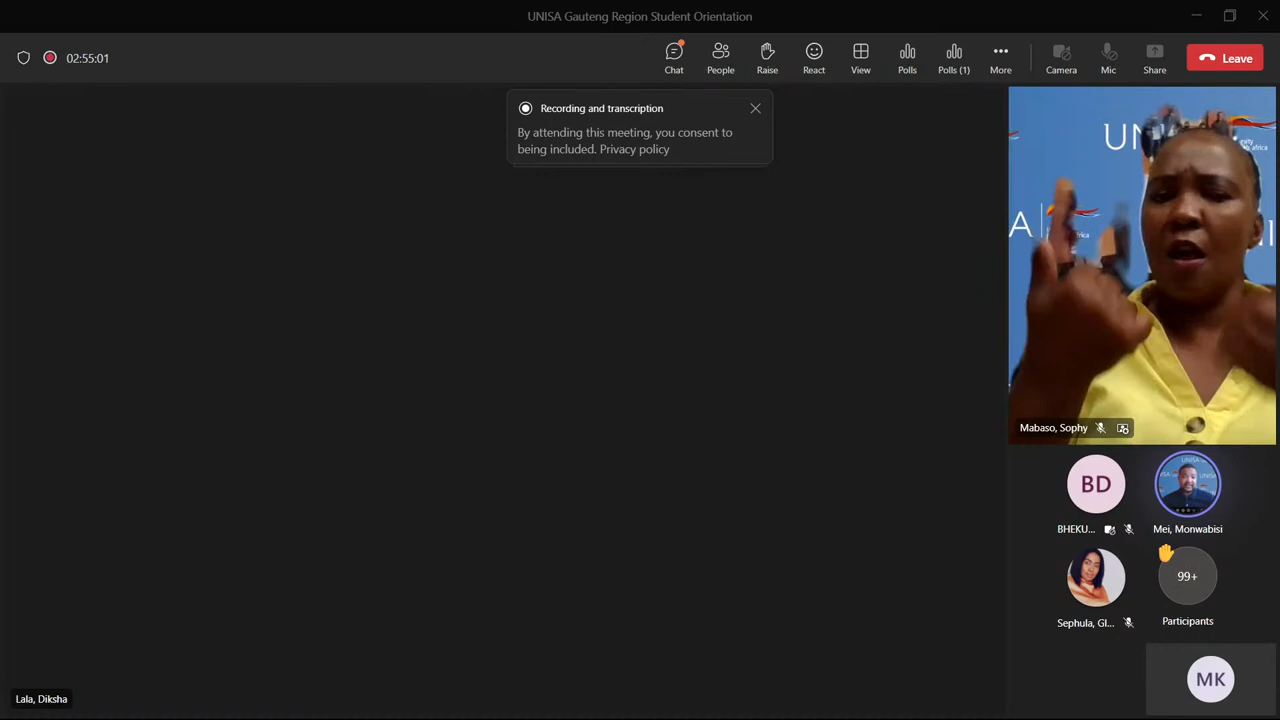 UNISA Gauteng Region Student Orientation
02:55:01
Chat
People
Raise
React
View
Polls
Polls (1)
More
Camera
Mic
Share
Leave
Recording and transcription
By attending this meeting, you consent to
being included. Privacy policy
UN
A
Mabaso, Sophy
BD
BHEKU...
Mei, Monwabisi
Sephula, Gl...
99+
Participants
MK
Lala, Diksha